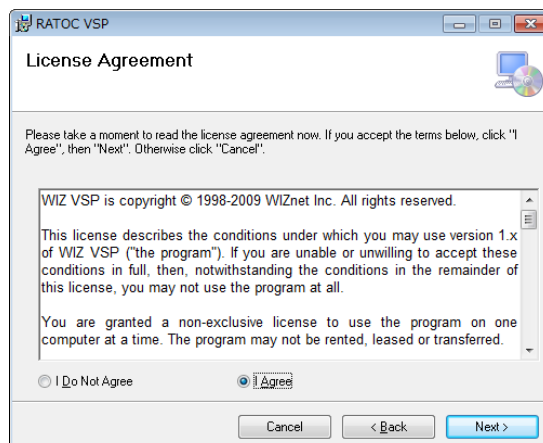 RATOC VSP
License Agreement
Please take a moment to read the license agreement now. If you accept the terms below, click "I
Agree", then "Next". Otherwise click "Cancel".
WIZ VSP is copyright © 1998-2009 WIZnet Inc. All rights reserved.
This license describes the conditions under which you may use version 1.x
of WIZ VSP ("the program"). If you are unable or unwilling to accept these
conditions in full, then, notwithstanding the conditions in the remainder of
this license, you may not use the program at all.
You are granted a non-exclusive license to use the program on one
computer at a time. The program may not be rented, leased or transferred.
I Do Not Agree
I Agree
Cancel
< Back
Next >